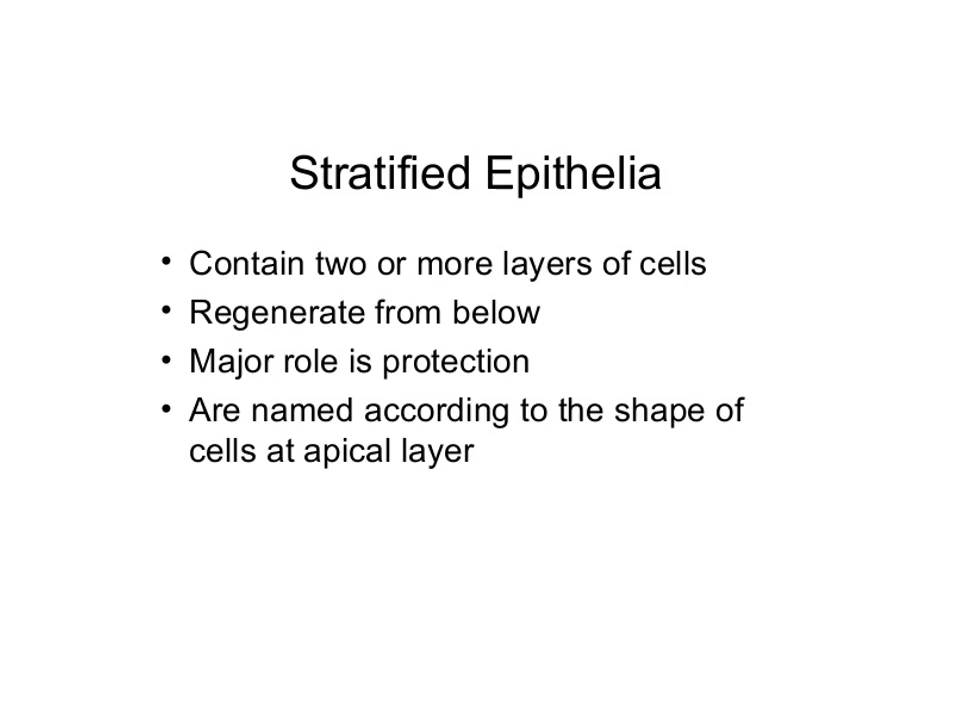 Stratified Epithelia
• Contain two or more layers of cells
• Regenerate from below
• Major role is protection
• Are named according to the shape of
cells at apical layer